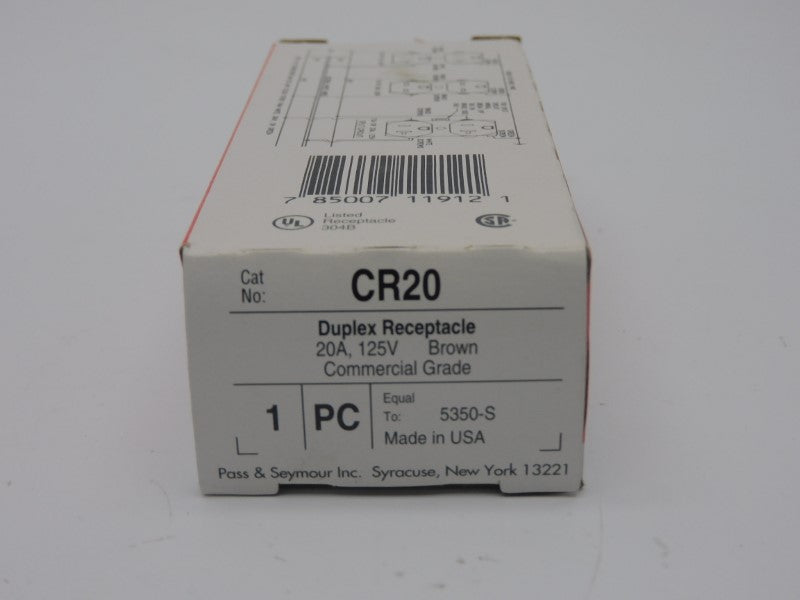 7 85007 11912 1
UL Listed
Receptacle
304B
Cat
No:
CR20
Duplex Receptacle
20A, 125V Brown
Commercial Grade
1 PC
Equal
To: 5350-S
Made in USA
Pass & Seymour Inc. Syracuse, New York 13221